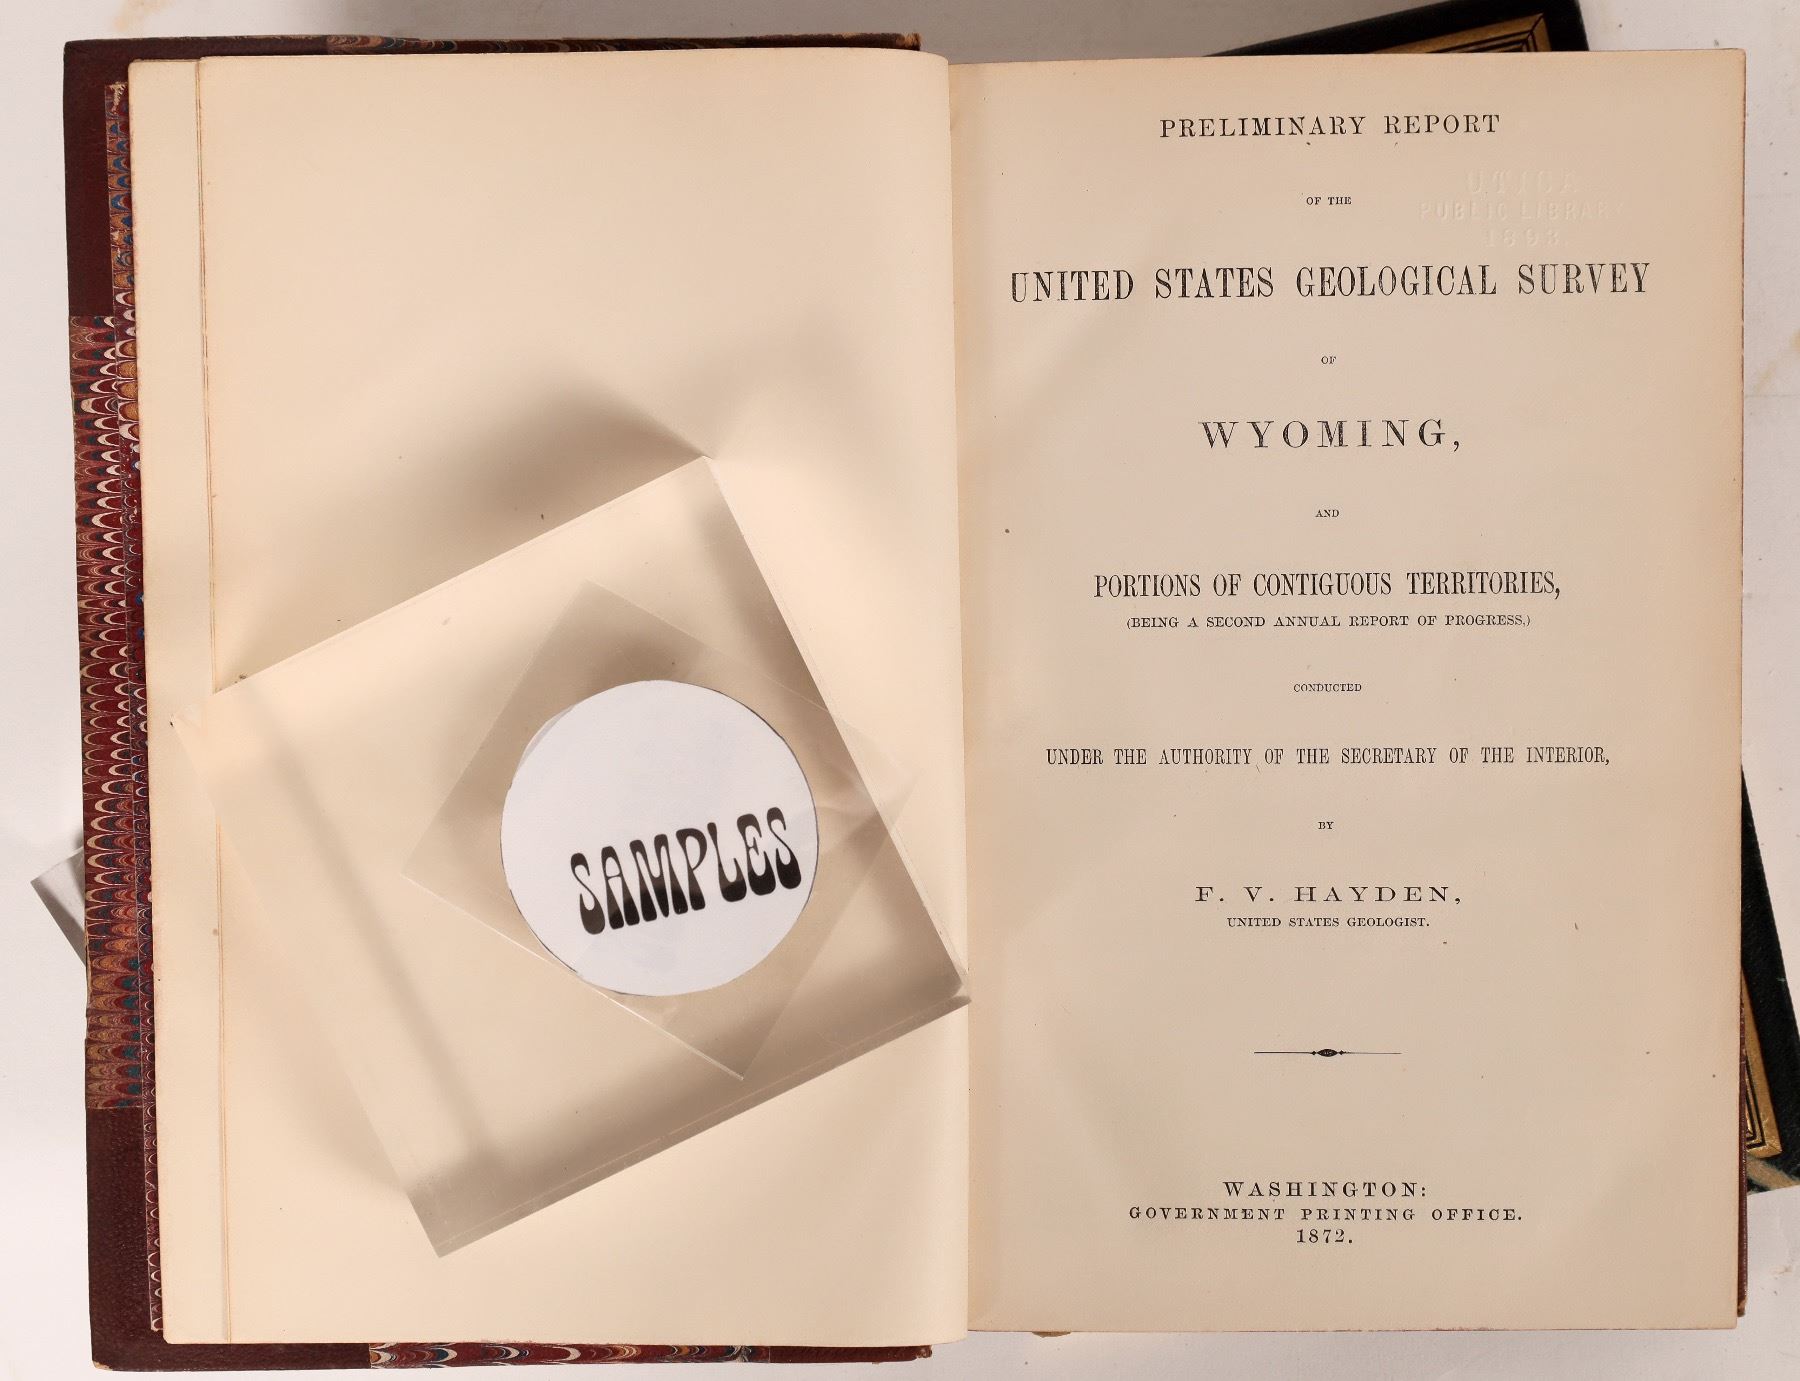 SAMPLES
PRELIMINARY REPORT
OF THE
UTICA
PUBLIC LIBRARY
1893.
UNITED STATES GEOLOGICAL SURVEY
OF
WYOMING,
AND
PORTIONS OF CONTIGUOUS TERRITORIES,
(BEING A SECOND ANNUAL REPORT OF PROGRESS,)
CONDUCTED
UNDER THE AUTHORITY OF THE SECRETARY OF THE INTERIOR,
BY
F. V. HAYDEN,
UNITED STATES GEOLOGIST.
WASHINGTON:
GOVERNMENT PRINTING OFFICE.
1872.